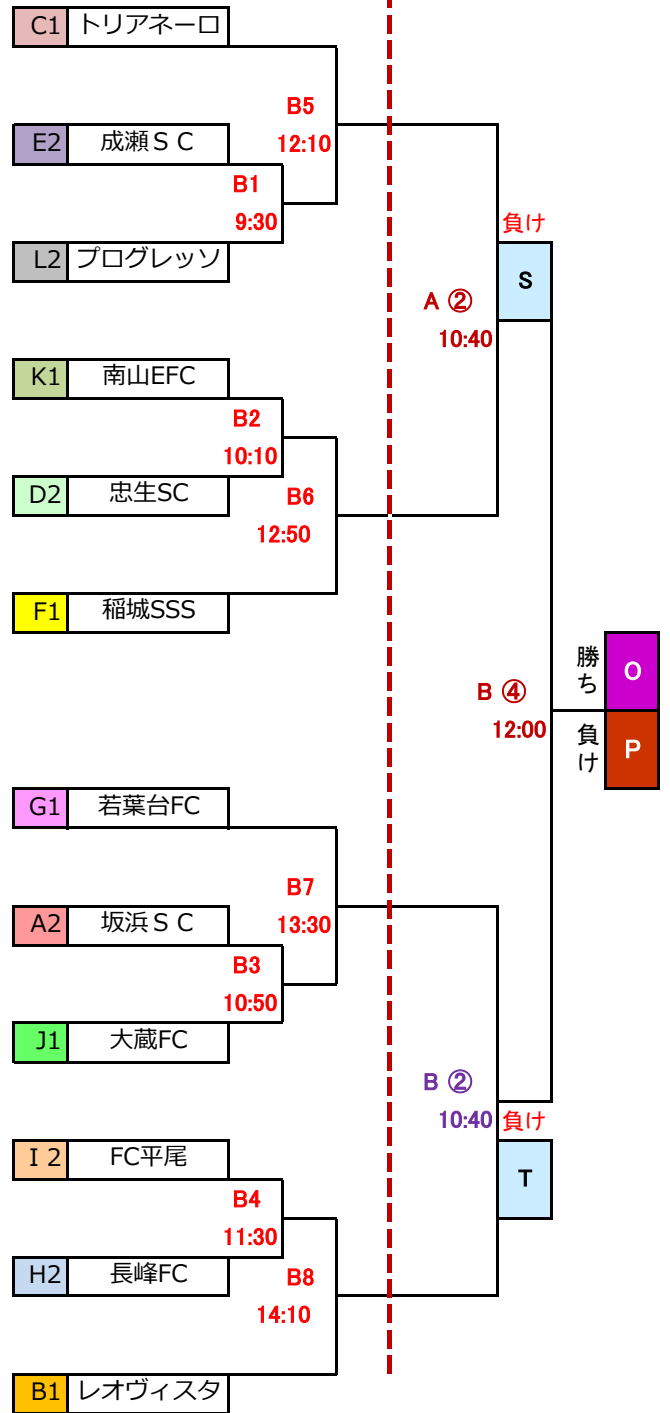 C1 トリアネーロ
B5
12:10
E2 成瀬ＳＣ
B1
9:30
L2 プログレッソ
負け
S
A ②
10:40
K1 南山EFC
B2
10:10
D2 忠生SC
B6
12:50
F1 稲城SSS
B ④
12:00
勝ち
O
負け
P
G1 若葉台FC
B7
13:30
A2 坂浜ＳＣ
B3
10:50
J1 大蔵FC
B ②
10:40
負け
T
I 2 FC平尾
B4
11:30
H2 長峰FC
B8
14:10
B1 レオヴィスタ